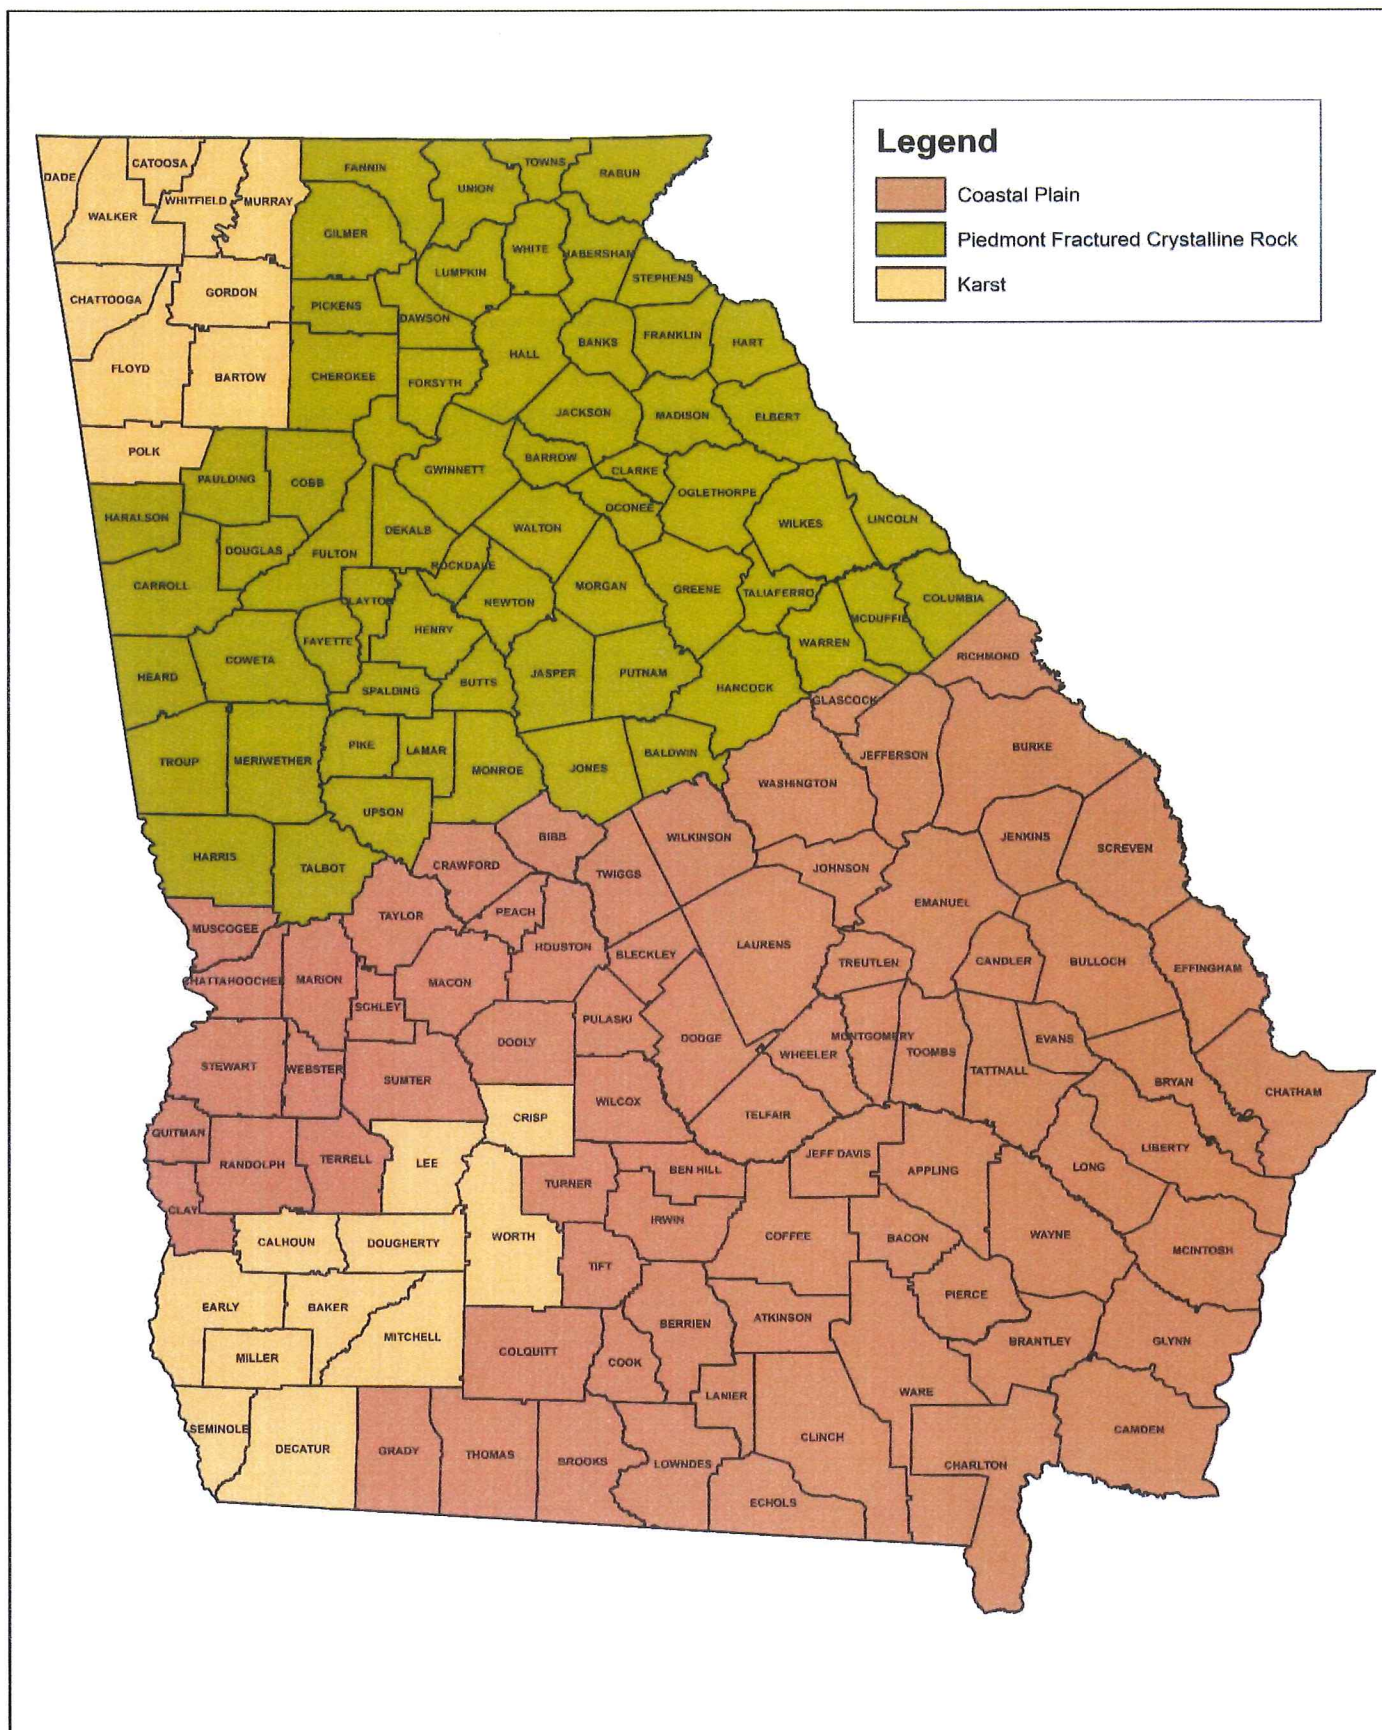 Legend
Coastal Plain
Piedmont Fractured Crystalline Rock
Karst
DADE
CATOOSA
WHITFIELD
MURRAY
WALKER
FANNIN
UNION
TOWNS
RABUN
GILMER
WHITE
HABERSHAM
LUMPKIN
STEPHENS
CHATTOOGA
GORDON
PICKENS
DAWSON
BANKS
FRANKLIN
HART
HALL
FLOYD
BARTOW
CHEROKEE
FORSYTH
JACKSON
MADISON
ELBERT
POLK
PAULDING
COBB
GWINNETT
BARROW
CLARKE
OGLETHORPE
OCONEE
WILKES
LINCOLN
HARALSON
DOUGLAS
FULTON
DEKALB
WALTON
ROCKDALE
CARROLL
CLAYTON
NEWTON
MORGAN
GREENE
TALIAFERRO
COLUMBIA
MCDUFFIE
HENRY
FAYETTE
WARREN
RICHMOND
HEARD
COWETA
SPALDING
BUTTS
JASPER
PUTNAM
HANCOCK
GLASCOCK
TROUP
MERIWETHER
PIKE
LAMAR
MONROE
JONES
BALDWIN
WASHINGTON
JEFFERSON
BURKE
UPSON
HARRIS
TALBOT
CRAWFORD
BIBB
TWIGGS
WILKINSON
JOHNSON
JENKINS
SCREVEN
EMANUEL
MUSCOGEE
TAYLOR
PEACH
HOUSTON
BLECKLEY
LAURENS
TREUTLEN
CANDLER
BULLOCH
EFFINGHAM
CHATTAHOOCHEE
MARION
MACON
SCHLEY
PULASKI
DODGE
DOOLY
WHEELER
MONTGOMERY
TOOMBS
EVANS
TATTNALL
BRYAN
CHATHAM
STEWART
WEBSTER
SUMTER
CRISP
WILCOX
TELFAIR
QUITMAN
RANDOLPH
TERRELL
LEE
TURNER
BEN HILL
JEFF DAVIS
APPLING
LONG
LIBERTY
CLAY
CALHOUN
DOUGHERTY
WORTH
IRWIN
COFFEE
BACON
WAYNE
MCINTOSH
TIFT
EARLY
BAKER
MITCHELL
MILLER
COLQUITT
COOK
BERRIEN
ATKINSON
PIERCE
BRANTLEY
GLYNN
LANIER
WARE
SEMINOLE
DECATUR
GRADY
THOMAS
BROOKS
LOWNDES
CLINCH
CHARLTON
CAMDEN
ECHOLS